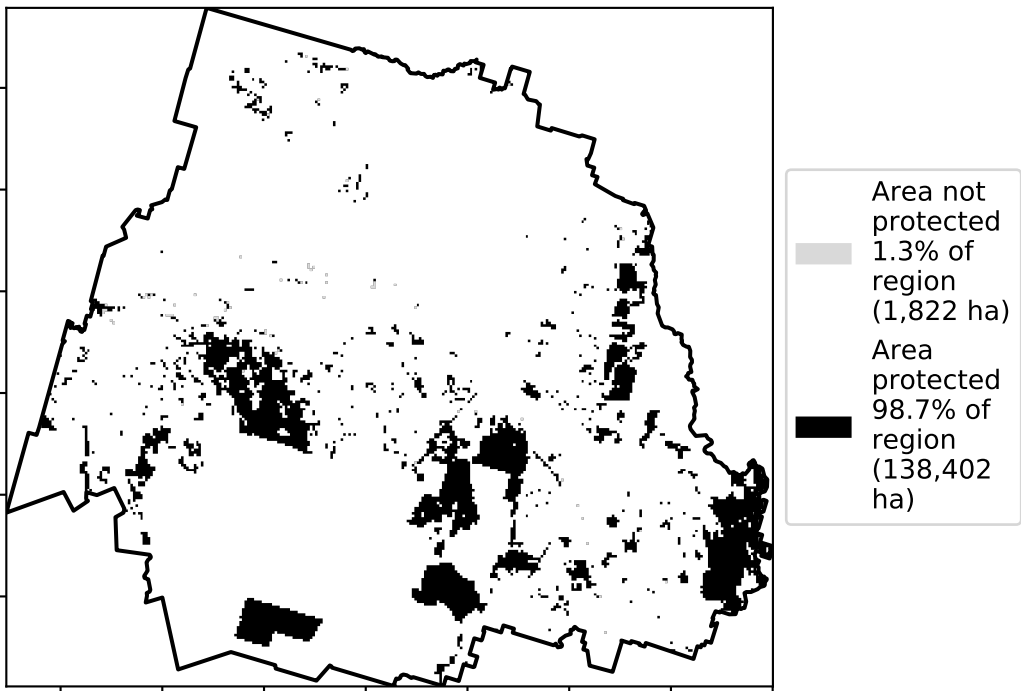 Area not
protected
1.3% of
region
(1,822 ha)
Area
protected
98.7% of
region
(138,402
ha)